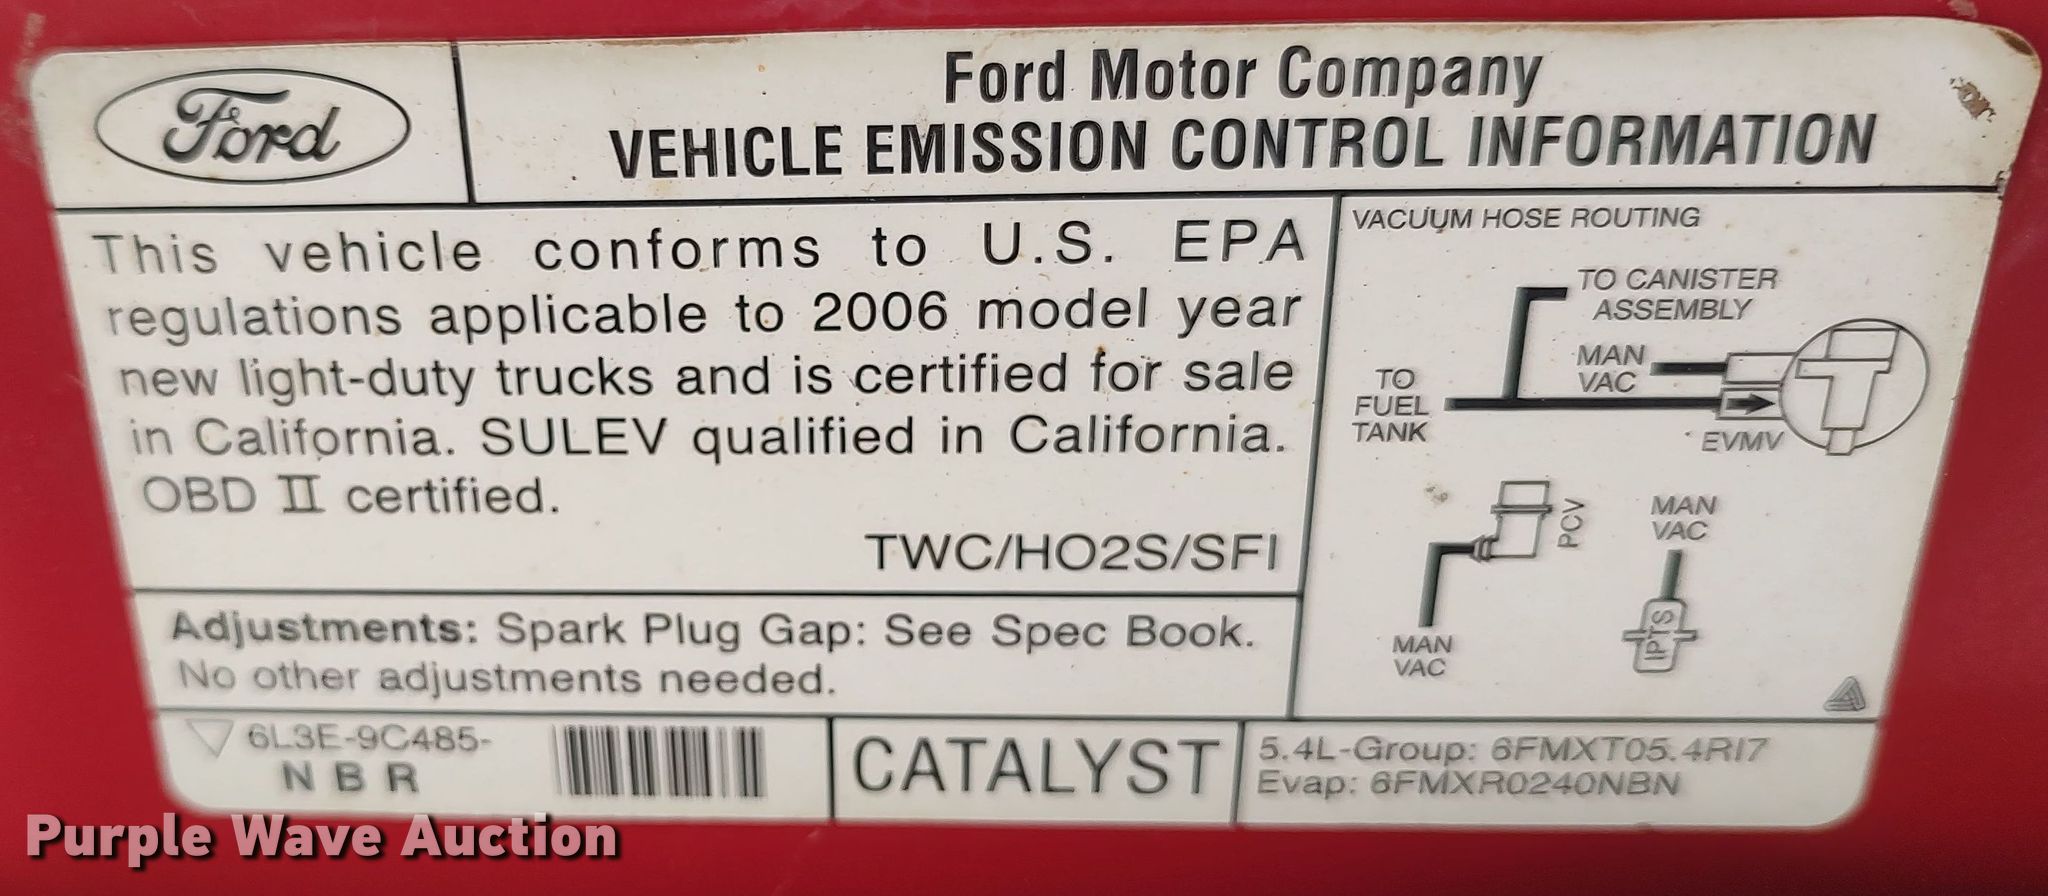 Ford
Ford Motor Company
VEHICLE EMISSION CONTROL INFORMATION
This vehicle conforms to U.S. EPA
regulations applicable to 2006 model year
new light-duty trucks and is certified for sale
in California. SULEV qualified in California.
OBD II certified.
TWC/HO2S/SFI
Adjustments: Spark Plug Gap: See Spec Book.
No other adjustments needed.
VACUUM HOSE ROUTING
TO CANISTER
ASSEMBLY
MAN
VAC
TO
FUEL
TANK
EVMV
PCV
MAN
VAC
MAN
VAC
IPTS
6L3E-9C485-
N B R
CATALYST
5.4L-Group: 6FMXT05.4RI7
Evap: 6FMXR0240NBN
Purple Wave Auction